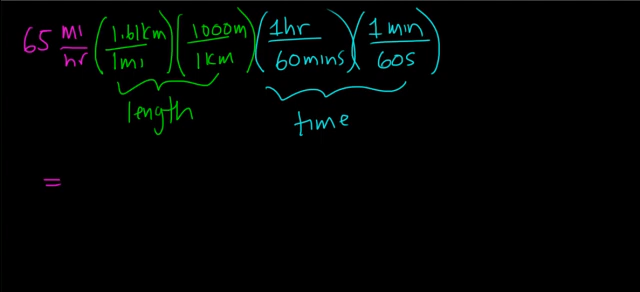 65 mi/hr (1.61km/1mi)(1000m/1km)(1hr/60mins)(1min/60s)
length time
=